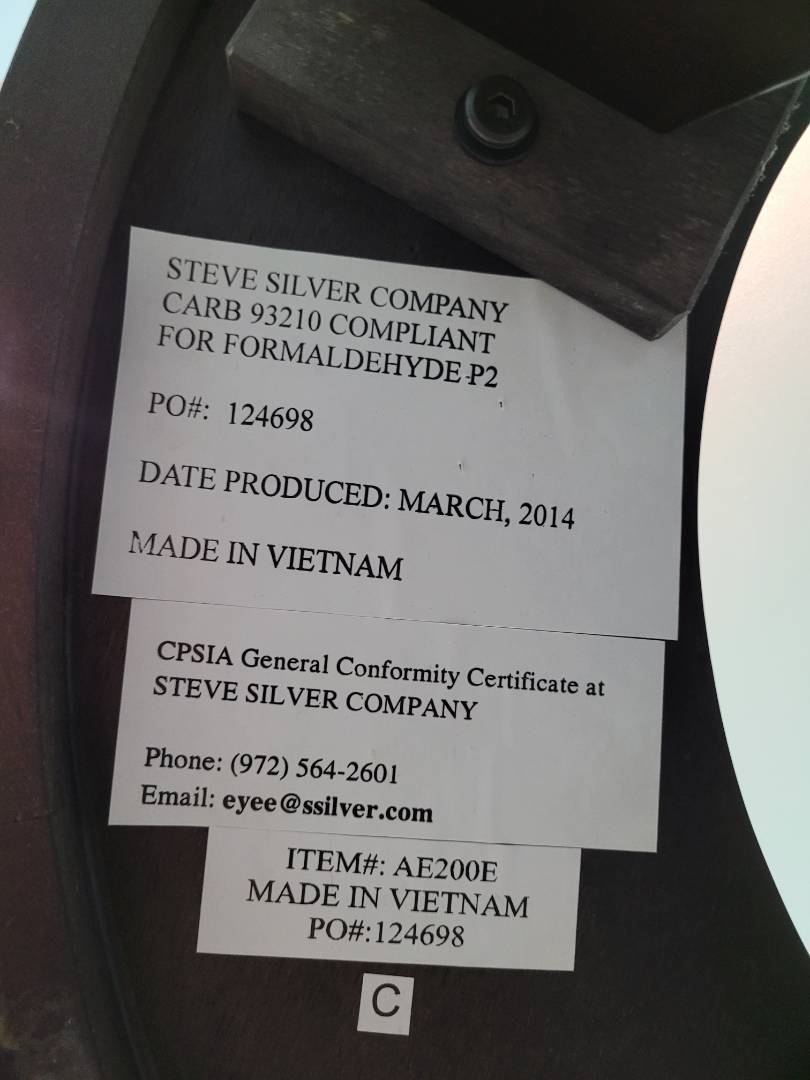 STEVE SILVER COMPANY
CARB 93210 COMPLIANT
FOR FORMALDEHYDE-P2
PO#: 124698
DATE PRODUCED: MARCH, 2014
MADE IN VIETNAM
CPSIA General Conformity Certificate at
STEVE SILVER COMPANY
Phone: (972) 564-2601
Email: eyee@ssilver.com
ITEM#: AE200E
MADE IN VIETNAM
PO#:124698
C